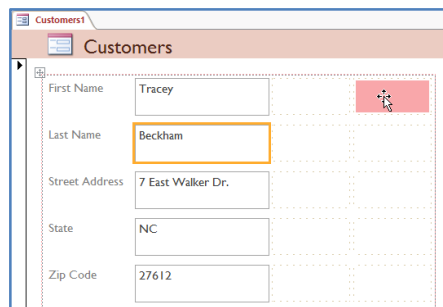 Customers1
Customers
First Name Tracey
Last Name Beckham
Street Address 7 East Walker Dr.
State NC
Zip Code 27612